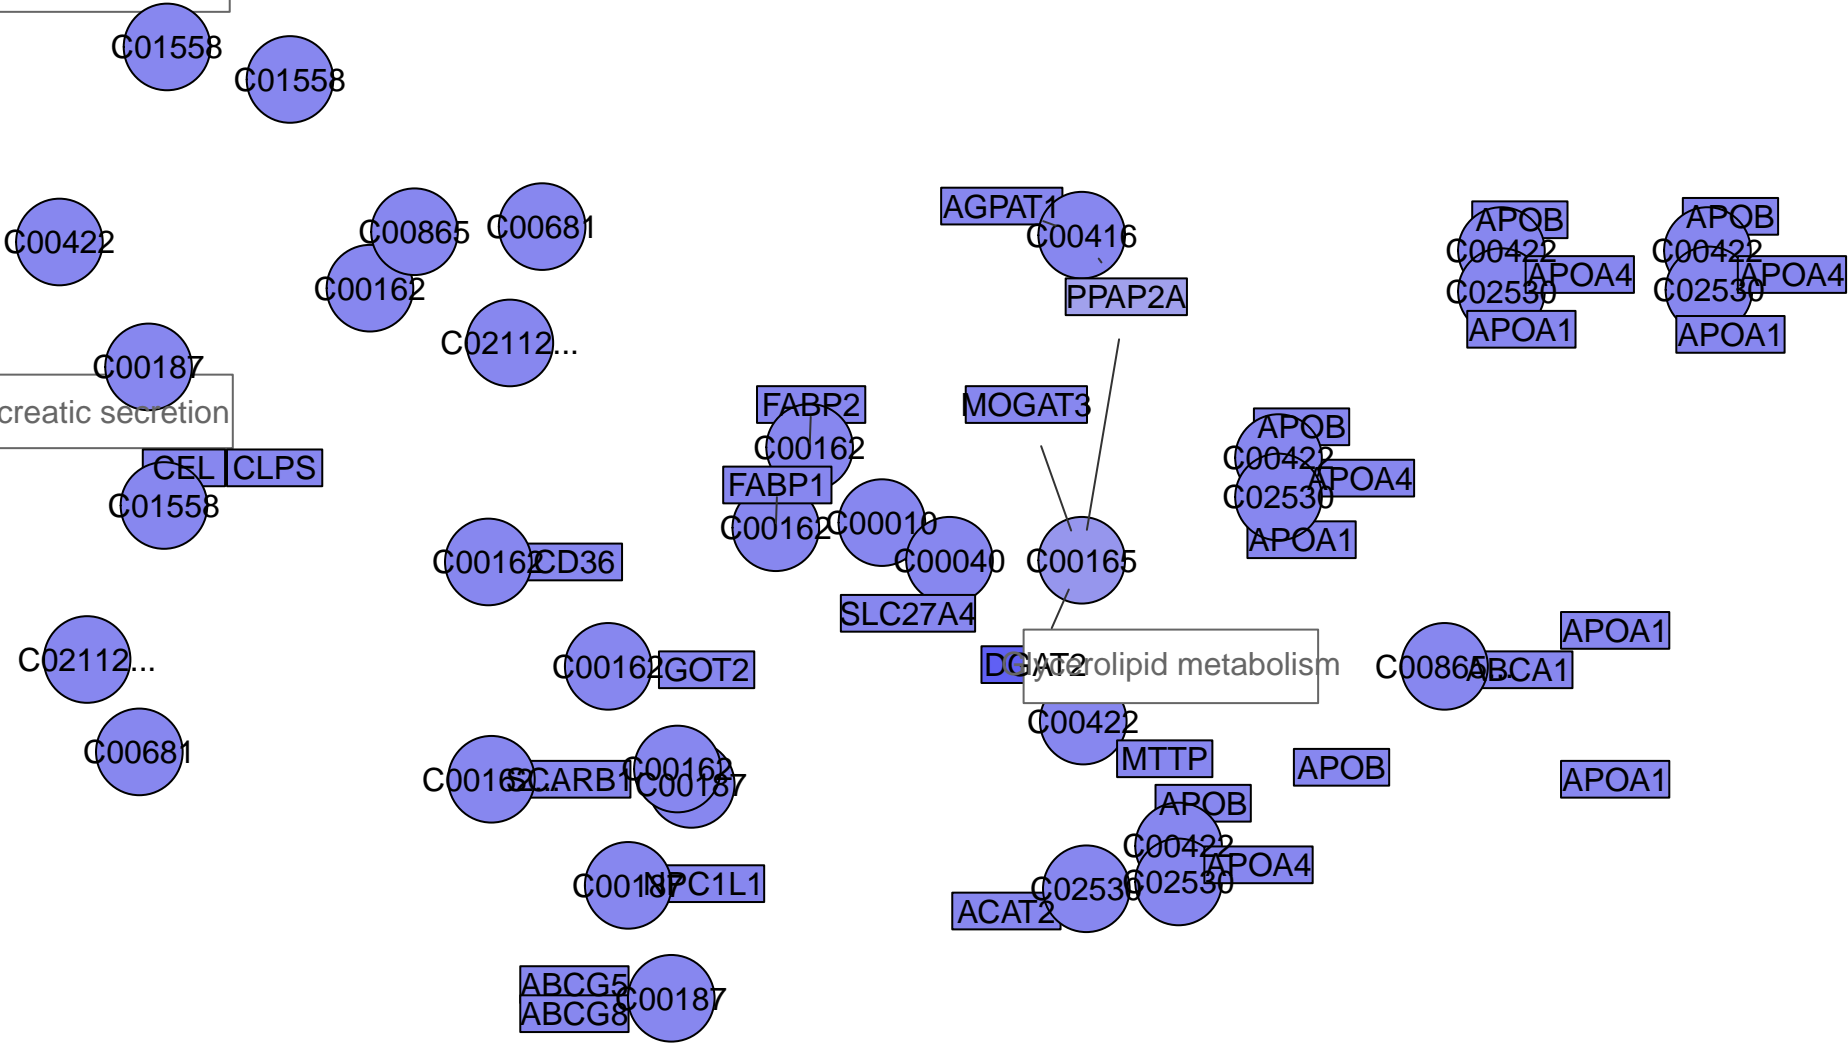 C01558
C01558
C00422
C00865
C00681
C00162
C02112...
C00187
creatic secretion
CEL
CLPS
C01558
AGPAT1
C00416
PPAP2A
APOB
C00422
APOA4
C02530
APOA1
APOB
C00422
APOA4
C02530
APOA1
FABP2
C00162
FABP1
C00162
C00010
C00040
SLC27A4
MOGAT3
C00165
APOB
C00422
APOA4
C02530
APOA1
C00162
CD36
C00162
GOT2
DGAT2
Glycerolipid metabolism
C00422
MTTP
APOB
C00865...
ABCA1
APOA1
APOA1
C02112...
C00681
C00162...
SCARB1
C00162
C00187
C00187
NPC1L1
APOB
C00422
APOA4
C02530
C02530
ACAT2
ABCG5
ABCG8
C00187